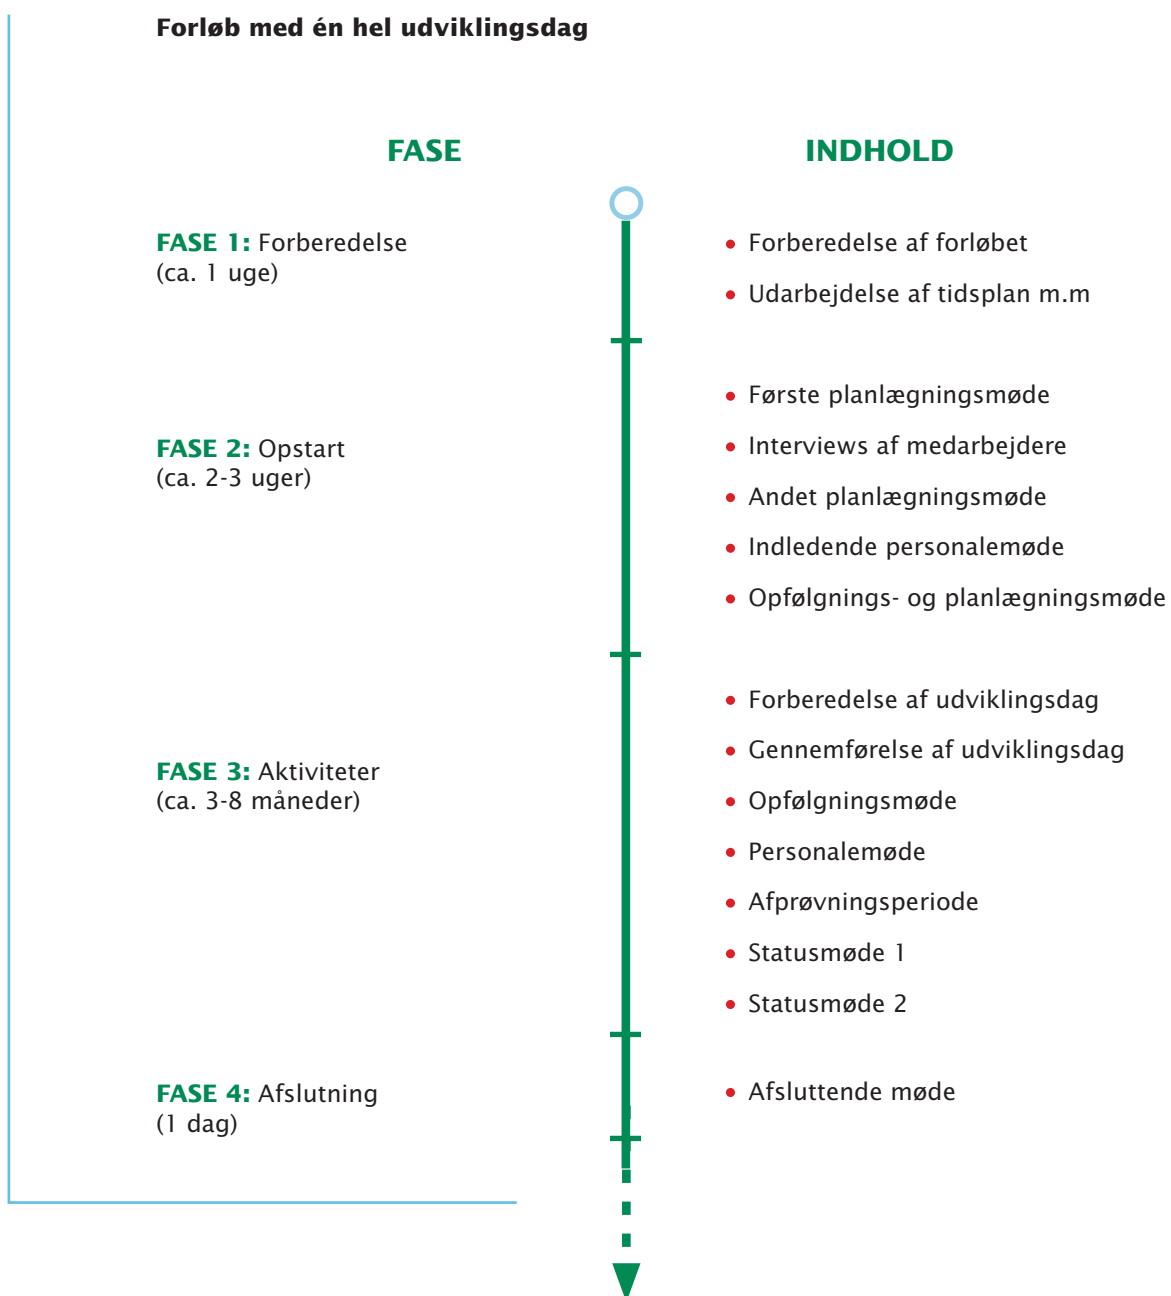 Forløb med én hel udviklingsdag
FASE
INDHOLD
FASE 1: Forberedelse
(ca. 1 uge)
• Forberedelse af forløbet
• Udarbejdelse af tidsplan m.m
FASE 2: Opstart
(ca. 2-3 uger)
• Første planlægningsmøde
• Interviews af medarbejdere
• Andet planlægningsmøde
• Indledende personalemøde
• Opfølgnings- og planlægningsmøde
FASE 3: Aktiviteter
(ca. 3-8 måneder)
• Forberedelse af udviklingsdag
• Gennemførelse af udviklingsdag
• Opfølgningsmøde
• Personalemøde
• Afprøvningsperiode
• Statusmøde 1
• Statusmøde 2
FASE 4: Afslutning
(1 dag)
• Afsluttende møde